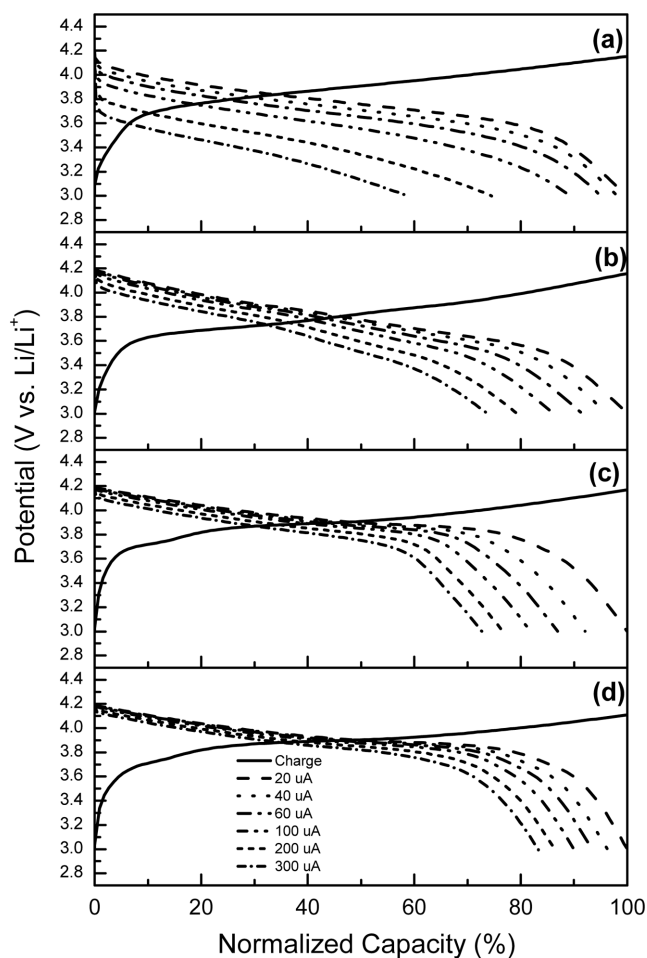 Potential (V vs. Li/Li+)
4.4
4.2
4.0
3.8
3.6
3.4
3.2
3.0
2.8
(a)
4.4
4.2
4.0
3.8
3.6
3.4
3.2
3.0
2.8
(b)
4.4
4.2
4.0
3.8
3.6
3.4
3.2
3.0
2.8
(c)
4.4
4.2
4.0
3.8
3.6
3.4
3.2
3.0
2.8
(d)
Charge
20 uA
40 uA
60 uA
100 uA
200 uA
300 uA
0 20 40 60 80 100
Normalized Capacity (%)